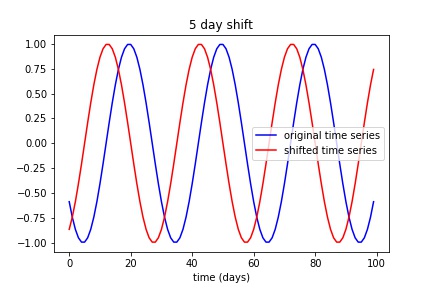 5 day shift
1.00
0.75
0.50
0.25
0.00
−0.25
−0.50
−0.75
−1.00
original time series
shifted time series
0 20 40 60 80 100
time (days)